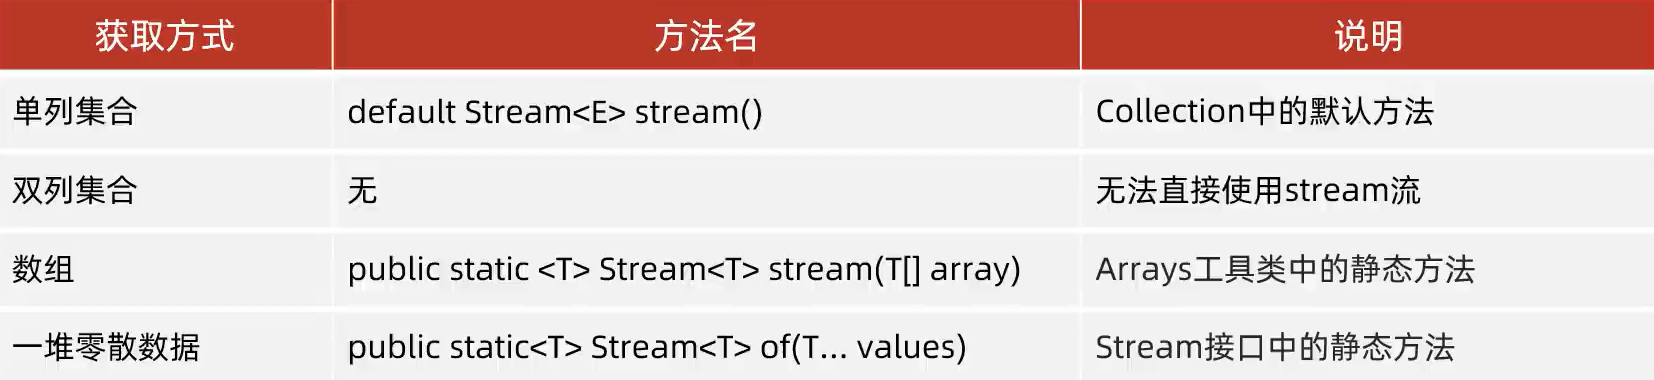 获取方式 方法名 说明
单列集合 default Stream<E> stream() Collection中的默认方法
双列集合 无 无法直接使用stream流
数组 public static <T> Stream<T> stream(T[] array) Arrays工具类中的静态方法
一堆零散数据 public static<T> Stream<T> of(T... values) Stream接口中的静态方法